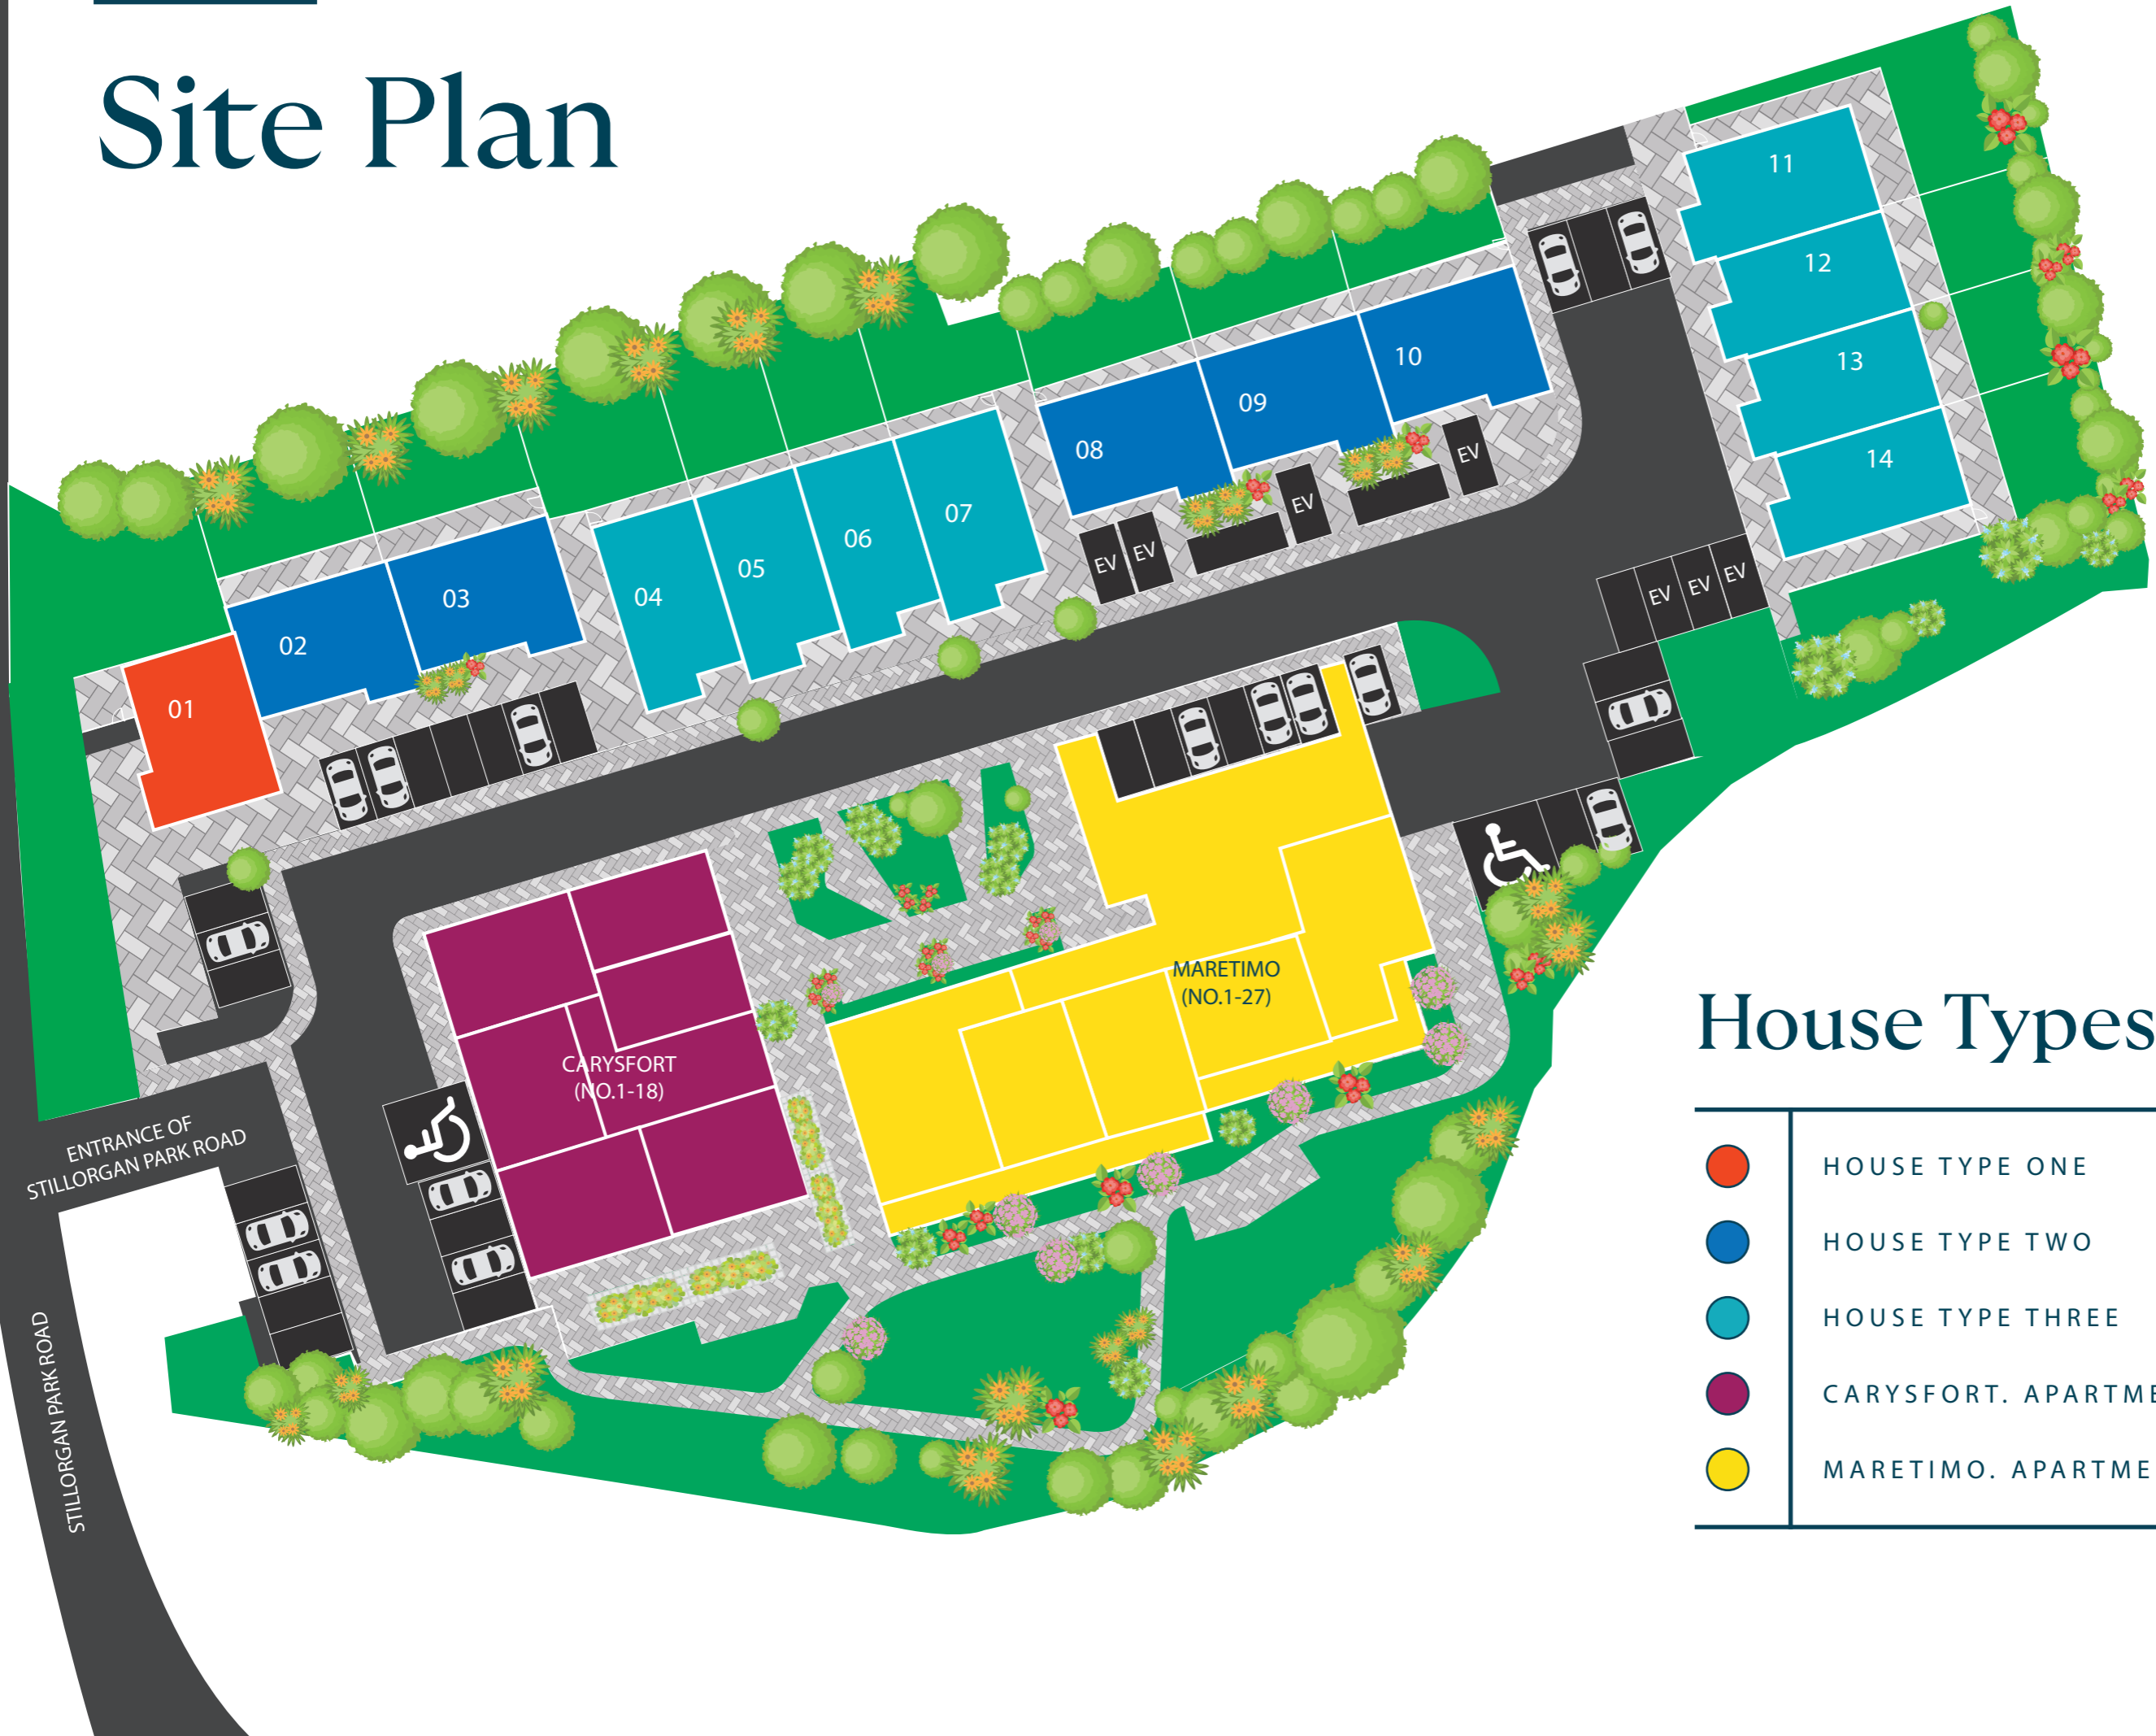 Site Plan
11
12
13
14
10
09
08
07
06
05
04
03
02
01
EV
EV
EV
EV
EV
EV
EV
MARETIMO
(NO.1-27)
CARYSFORT
(NO.1-18)
ENTRANCE OF
STILLORGAN PARK ROAD
STILLORGAN PARK ROAD
House Types
HOUSE TYPE ONE
HOUSE TYPE TWO
HOUSE TYPE THREE
CARYSFORT. APARTME
MARETIMO. APARTME